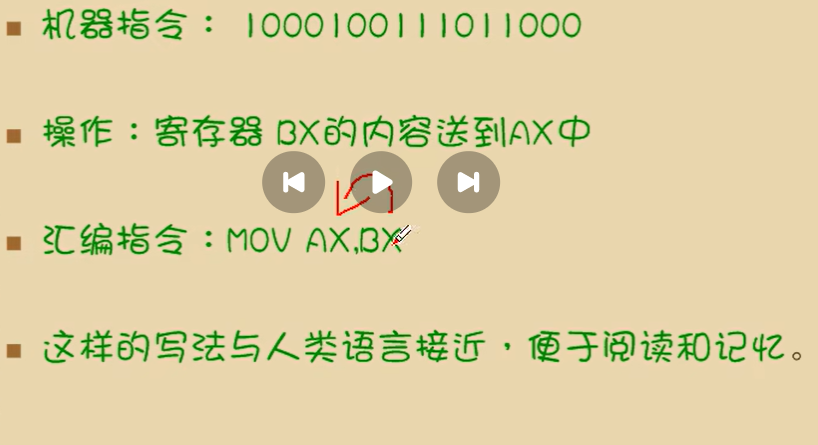 机器指令： 1000100111011000
操作：寄存器 BX的内容送到AX中
汇编指令：MOV AX,BX
这样的写法与人类语言接近，便于阅读和记忆。